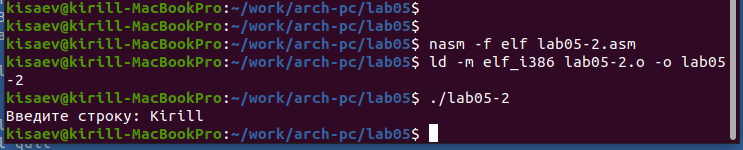 kisaev@kirill-MacBookPro:~/work/arch-pc/lab05$
kisaev@kirill-MacBookPro:~/work/arch-pc/lab05$
kisaev@kirill-MacBookPro:~/work/arch-pc/lab05$ nasm -f elf lab05-2.asm
kisaev@kirill-MacBookPro:~/work/arch-pc/lab05$ ld -m elf_i386 lab05-2.o -o lab05
-2
kisaev@kirill-MacBookPro:~/work/arch-pc/lab05$ ./lab05-2
Введите строку: Kirill
kisaev@kirill-MacBookPro:~/work/arch-pc/lab05$